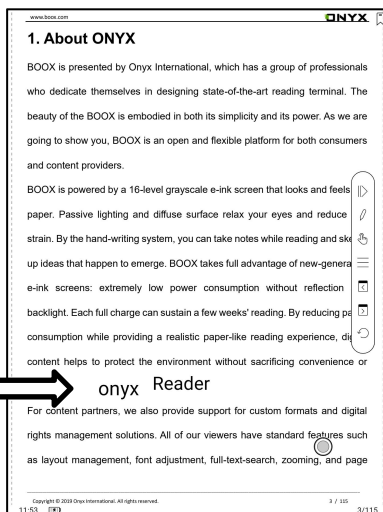 www.boox.com
ONYX
1. About ONYX
BOOX is presented by Onyx International, which has a group of professionals
who dedicate themselves in designing state-of-the-art reading terminal. The
beauty of the BOOX is embodied in both its simplicity and its power. As we are
going to show you, BOOX is an open and flexible platform for both consumers
and content providers.
BOOX is powered by a 16-level grayscale e-ink screen that looks and feels
paper. Passive lighting and diffuse surface relax your eyes and reduce
strain. By the hand-writing system, you can take notes while reading and ske
up ideas that happen to emerge. BOOX takes full advantage of new-genera
e-ink screens: extremely low power consumption without reflection
backlight. Each full charge can sustain a few weeks' reading. By reducing pa
consumption while providing a realistic paper-like reading experience, dig
content helps to protect the environment without sacrificing convenience or
onyx Reader
For content partners, we also provide support for custom formats and digital
rights management solutions. All of our viewers have standard features such
as layout management, font adjustment, full-text-search, zooming, and page
Copyright © 2019 Onyx International. All rights reserved.
3 / 115
11:53
3/115